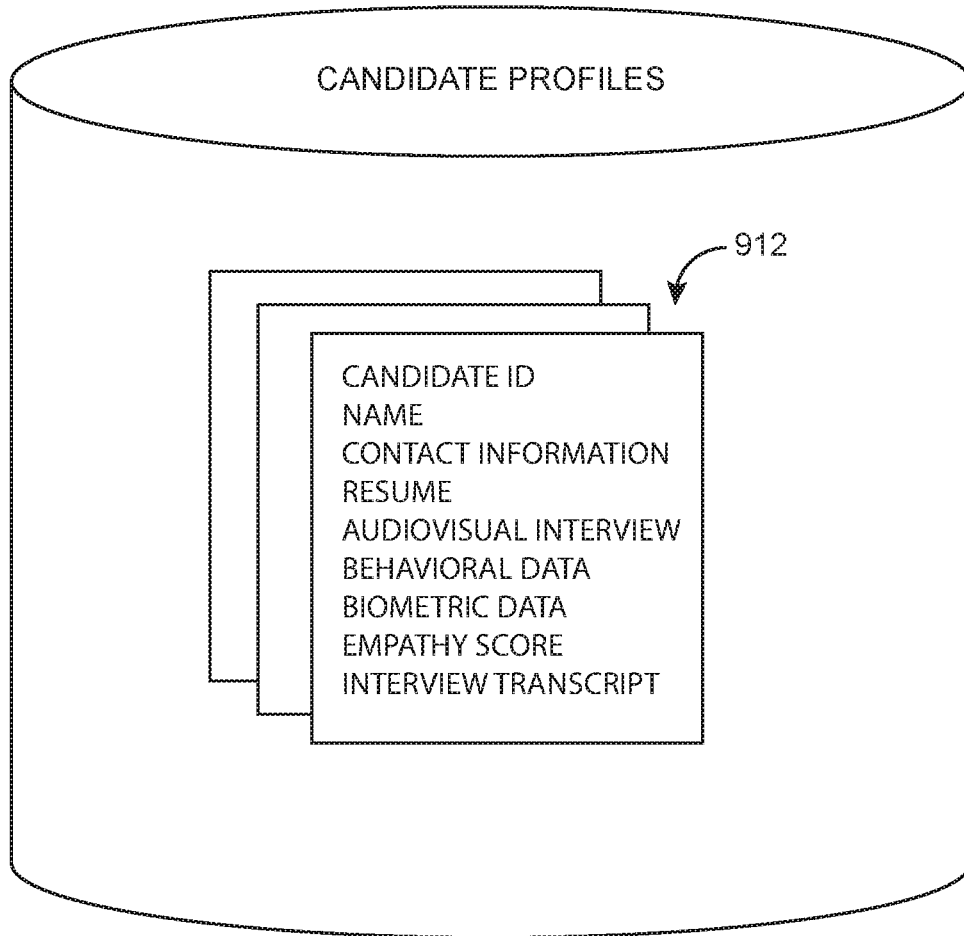 CANDIDATE PROFILES
912
CANDIDATE ID
NAME
CONTACT INFORMATION
RESUME
AUDIOVISUAL INTERVIEW
BEHAVIORAL DATA
BIOMETRIC DATA
EMPATHY SCORE
INTERVIEW TRANSCRIPT